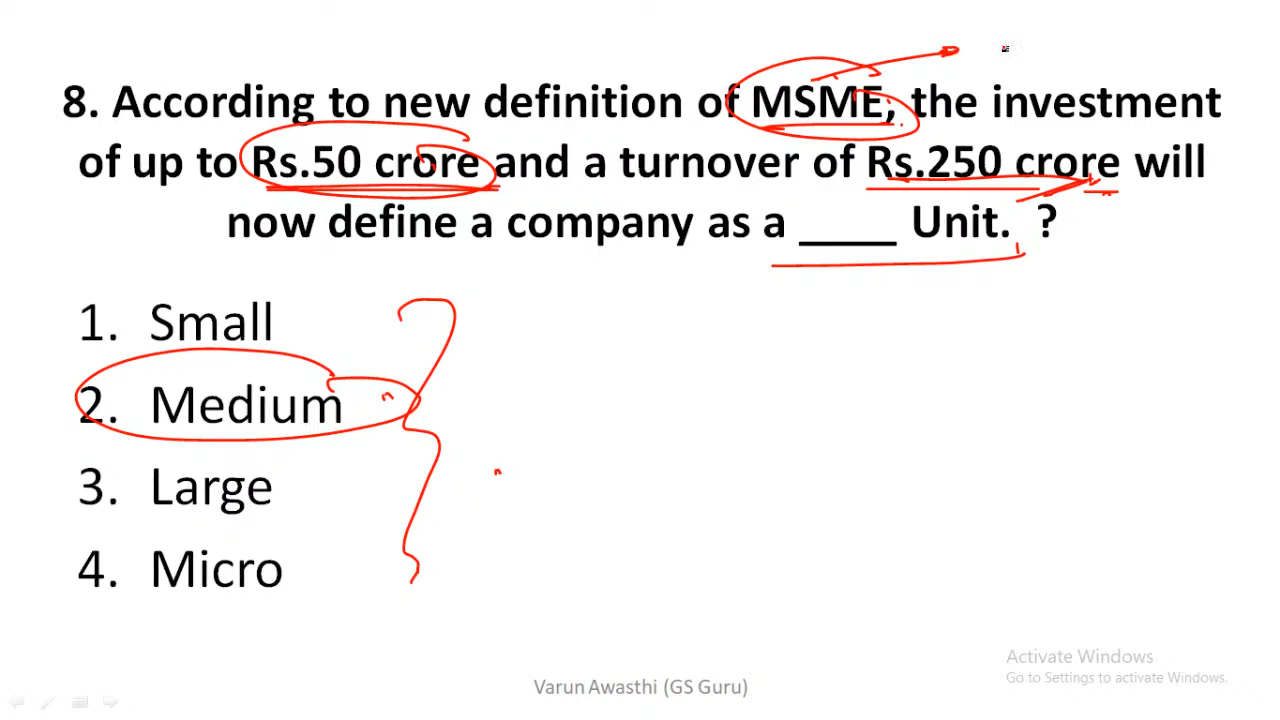 8. According to new definition of MSME, the investment
of up to Rs.50 crore and a turnover of Rs.250 crore will
now define a company as a ____ Unit. ?
1. Small
2. Medium
3. Large
4. Micro
Activate Windows
Go to Settings to activate Windows.
Varun Awasthi (GS Guru)